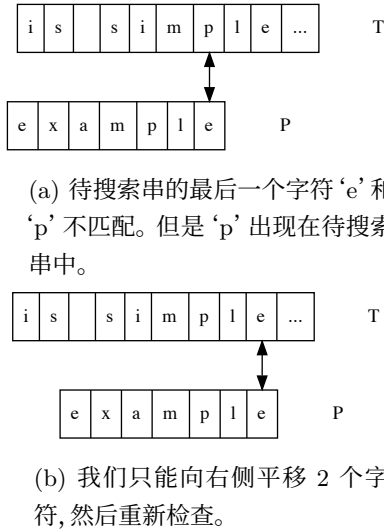 i s s i m p l e ... T
e x a m p l e P
(a) 待搜索串的最后一个字符 ‘e’ 和
‘p’ 不匹配。但是 ‘p’ 出现在待搜索
串中。
i s s i m p l e ... T
e x a m p l e P
(b) 我们只能向右侧平移 2 个字
符, 然后重新检查。